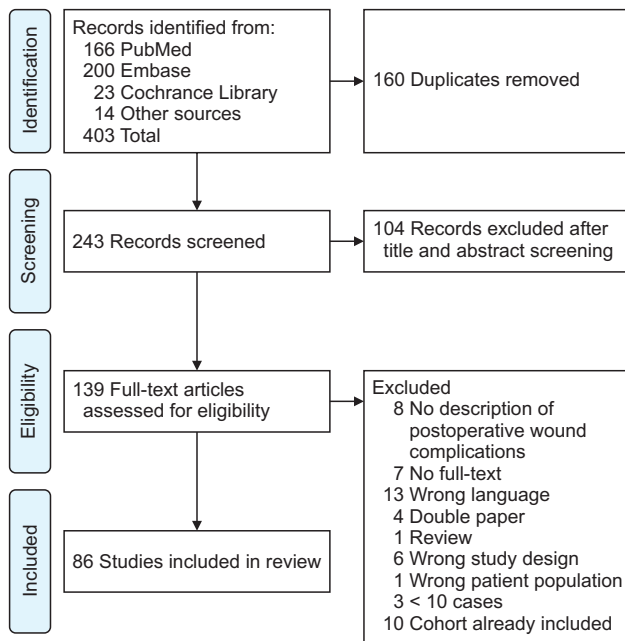 Identification
Records identified from:
166 PubMed
200 Embase
23 Cochrance Library
14 Other sources
403 Total
160 Duplicates removed
Screening
243 Records screened
104 Records excluded after
title and abstract screening
Eligibility
139 Full-text articles
assessed for eligibility
Excluded
8 No description of
postoperative wound
complications
7 No full-text
13 Wrong language
4 Double paper
1 Review
6 Wrong study design
1 Wrong patient population
3 < 10 cases
10 Cohort already included
Included
86 Studies included in review